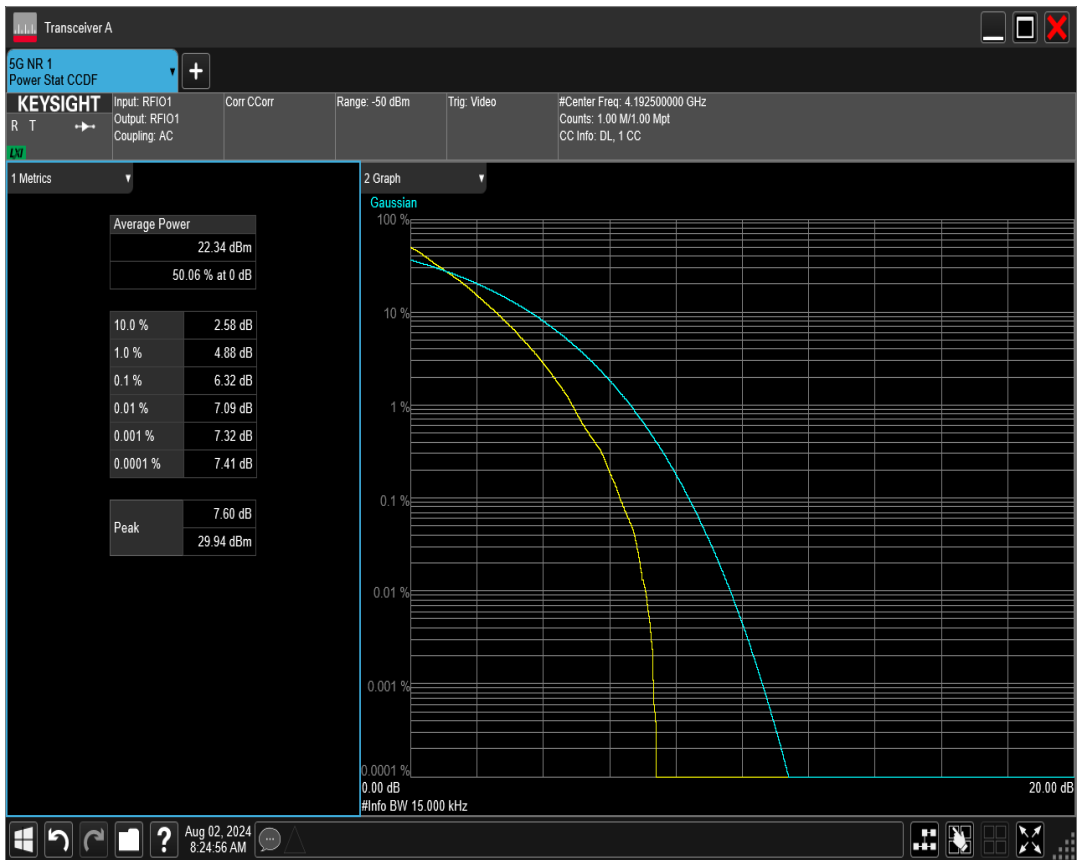 Transceiver A
5G NR 1
Power Stat CCDF
+
KEYSIGHT
R T
LXI
Input: RFIO1
Output: RFIO1
Coupling: AC
Corr CCorr
Range: -50 dBm
Trig: Video
#Center Freq: 4.192500000 GHz
Counts: 1.00 M/1.00 Mpt
CC Info: DL, 1 CC
1 Metrics
Average Power
22.34 dBm
50.06 % at 0 dB
10.0 % 2.58 dB
1.0 % 4.88 dB
0.1 % 6.32 dB
0.01 % 7.09 dB
0.001 % 7.32 dB
0.0001 % 7.41 dB
Peak
7.60 dB
29.94 dBm
2 Graph
Gaussian
100 %
10 %
1 %
0.1 %
0.01 %
0.001 %
0.0001 %
0.00 dB 20.00 dB
#Info BW 15.000 kHz
?
Aug 02, 2024
8:24:56 AM